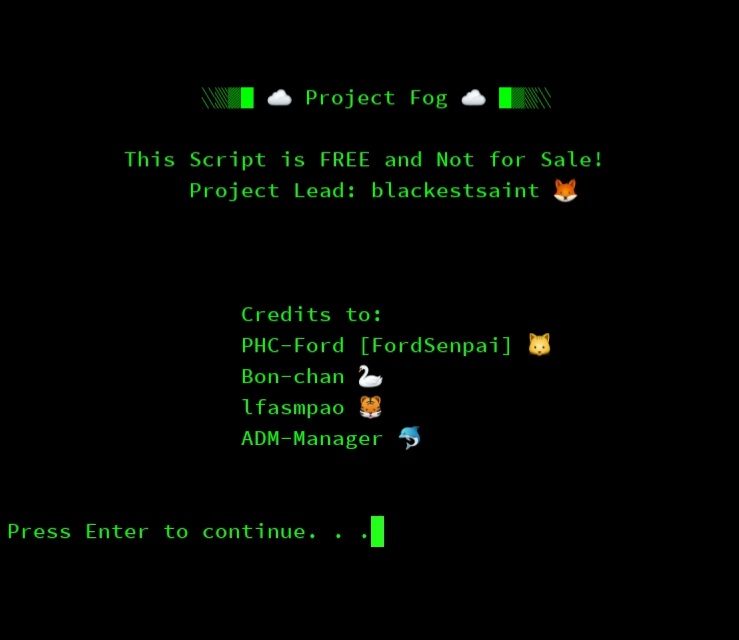 ░▒▓█ ☁️ Project Fog ☁️ █▓▒░
This Script is FREE and Not for Sale!
Project Lead: blackestsaint 🦊
Credits to:
PHC-Ford [FordSenpai] 🐱
Bon-chan 🦢
lfasmpao 🐯
ADM-Manager 🐬
Press Enter to continue. . .